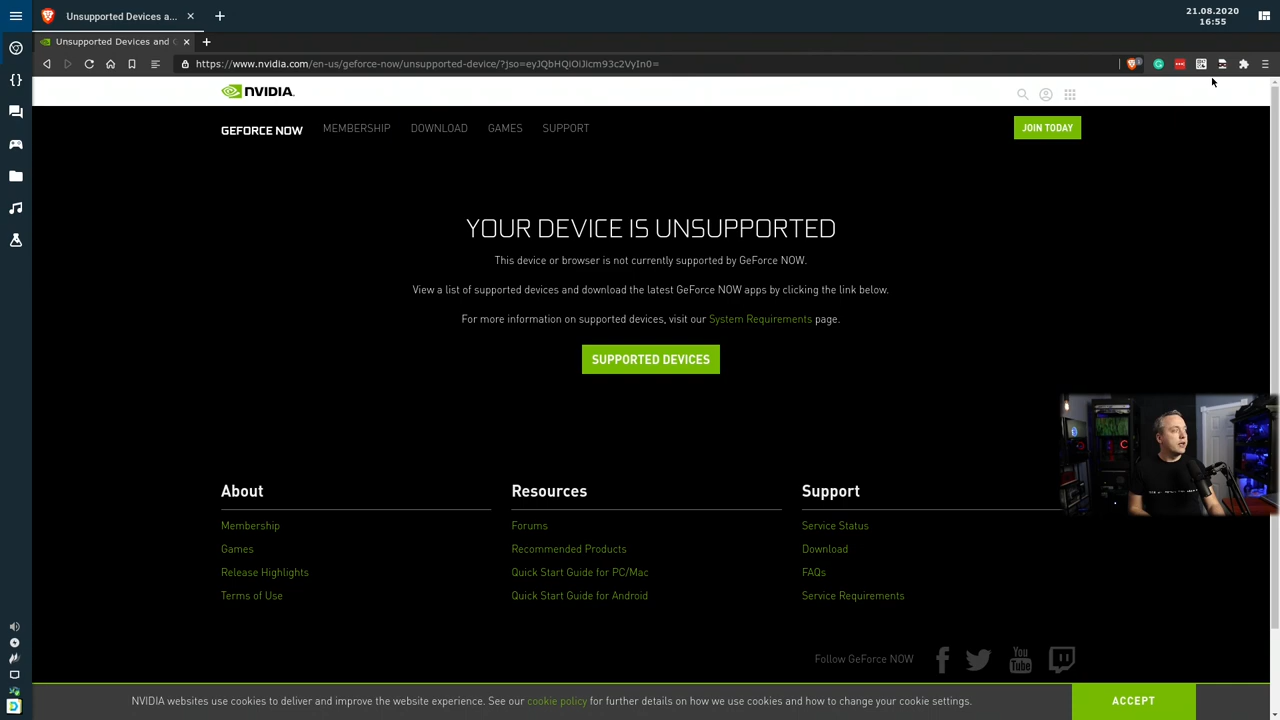 Unsupported Devices a...
21.08.2020
16:55
Unsupported Devices and
https://www.nvidia.com/en-us/geforce-now/unsupported-device/?jso=eyJQbHQiOiJicm93c2VyIn0=
NVIDIA.
GEFORCE NOW MEMBERSHIP DOWNLOAD GAMES SUPPORT JOIN TODAY
YOUR DEVICE IS UNSUPPORTED
This device or browser is not currently supported by GeForce NOW.
View a list of supported devices and download the latest GeForce NOW apps by clicking the link below.
For more information on supported devices, visit our System Requirements page.
SUPPORTED DEVICES
About
Membership
Games
Release Highlights
Terms of Use
Resources
Forums
Recommended Products
Quick Start Guide for PC/Mac
Quick Start Guide for Android
Support
Service Status
Download
FAQs
Service Requirements
Follow GeForce NOW
You
Tube
NVIDIA websites use cookies to deliver and improve the website experience. See our cookie policy for further details on how we use cookies and how to change your cookie settings.
ACCEPT